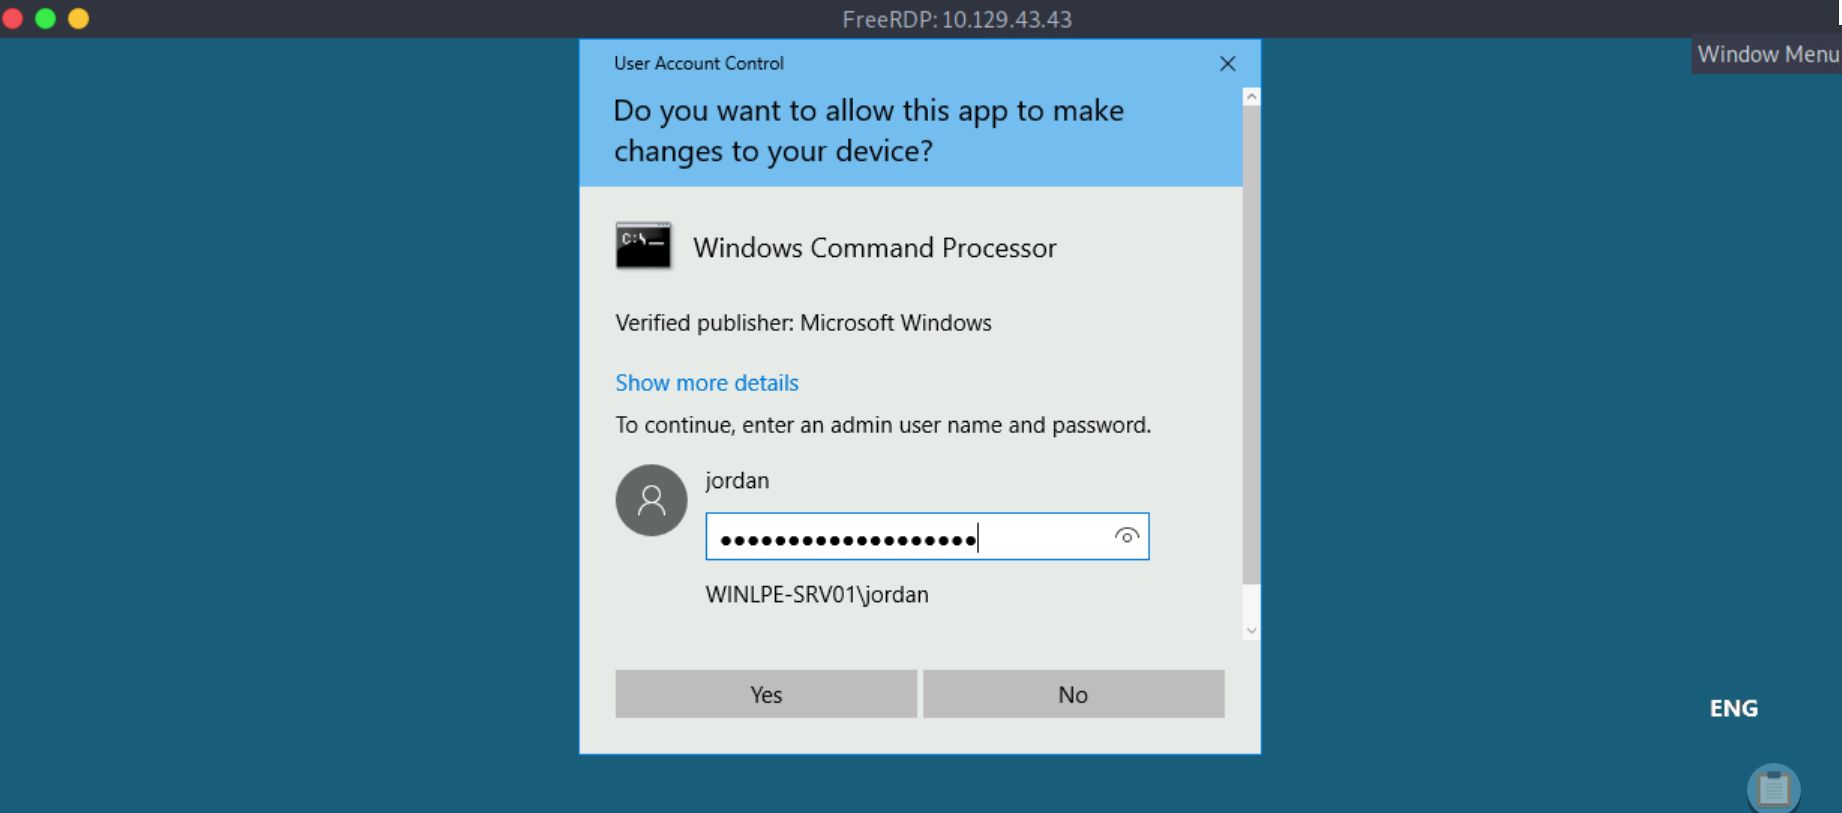 FreeRDP: 10.129.43.43
Window Menu
User Account Control
Do you want to allow this app to make
changes to your device?
C:\_
Windows Command Processor
Verified publisher: Microsoft Windows
Show more details
To continue, enter an admin user name and password.
jordan
●●●●●●●●●●●●●●●●●●●
WINLPE-SRV01\jordan
Yes
No
ENG